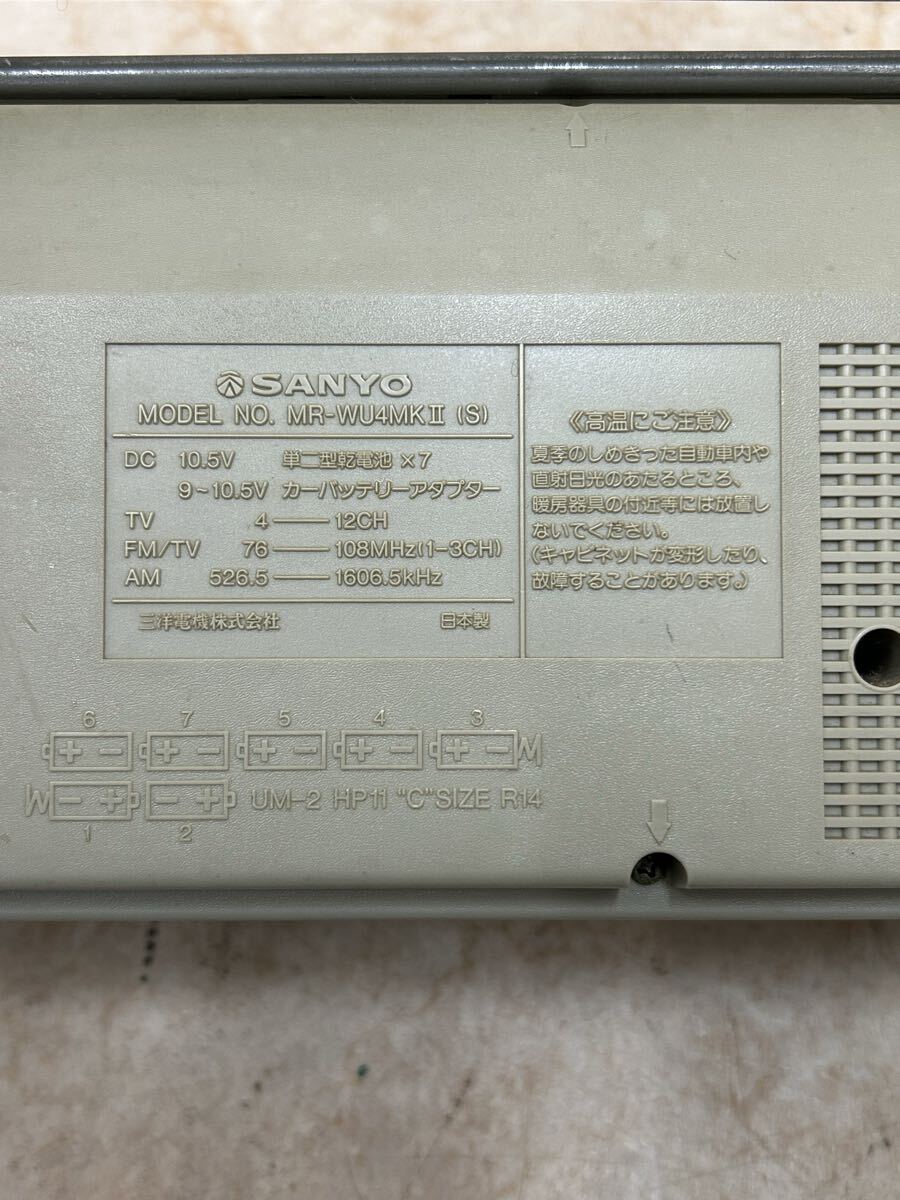 SANYO
MODEL NO. MR-WU4MKⅡ (S)
DC 10.5V 単二型乾電池 ×7
9~10.5V カーバッテリーアダプター
TV 4―12CH
FM/TV 76―108MHz(1-3CH)
AM 526.5―1606.5kHz
三洋電機株式会社 日本製
《高温にご注意》
夏季のしめきった自動車内や
直射日光のあたるところ、
暖房器具の付近等には放置し
ないでください。
(キャビネットが変形したり、
故障することがあります。)
6 7 5 4 3
+ - + - + - + - + -
- + - + UM-2 HP11 "C"SIZE R14
1 2